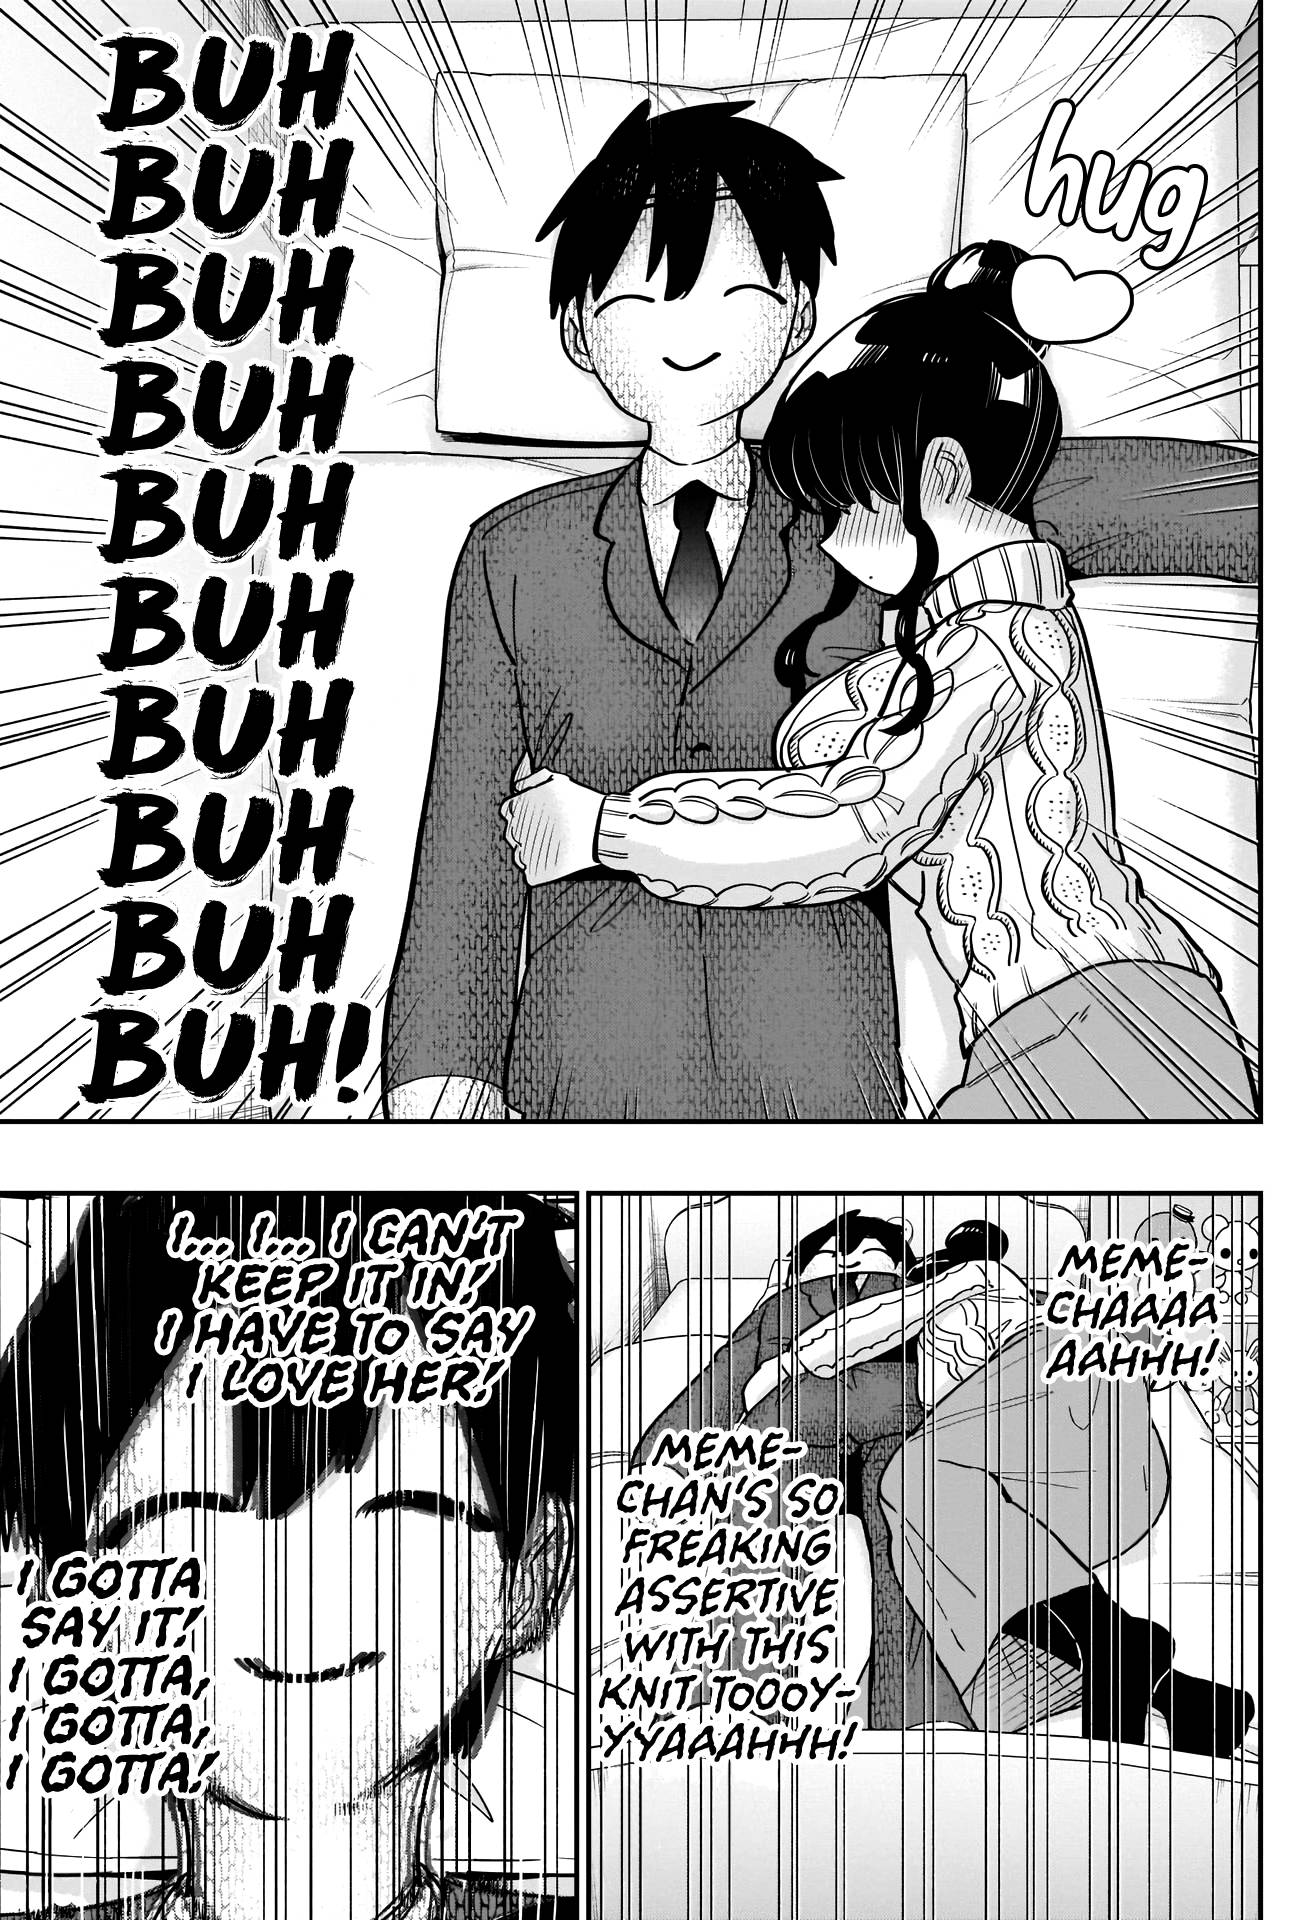 hug
BUH
BUH
BUH
BUH
BUH
BUH
BUH
BUH
BUH
BUH!
MEME-
CHAAAA
AAHHH!
MEME-
CHAN'S SO
FREAKING
ASSERTIVE
WITH THIS
KNIT TOOOY-
YYAAAHHH!
I... I... I CAN'T
KEEP IT IN!
I HAVE TO SAY
I LOVE HER!
I GOTTA
SAY IT!
I GOTTA,
I GOTTA,
I GOTTA!